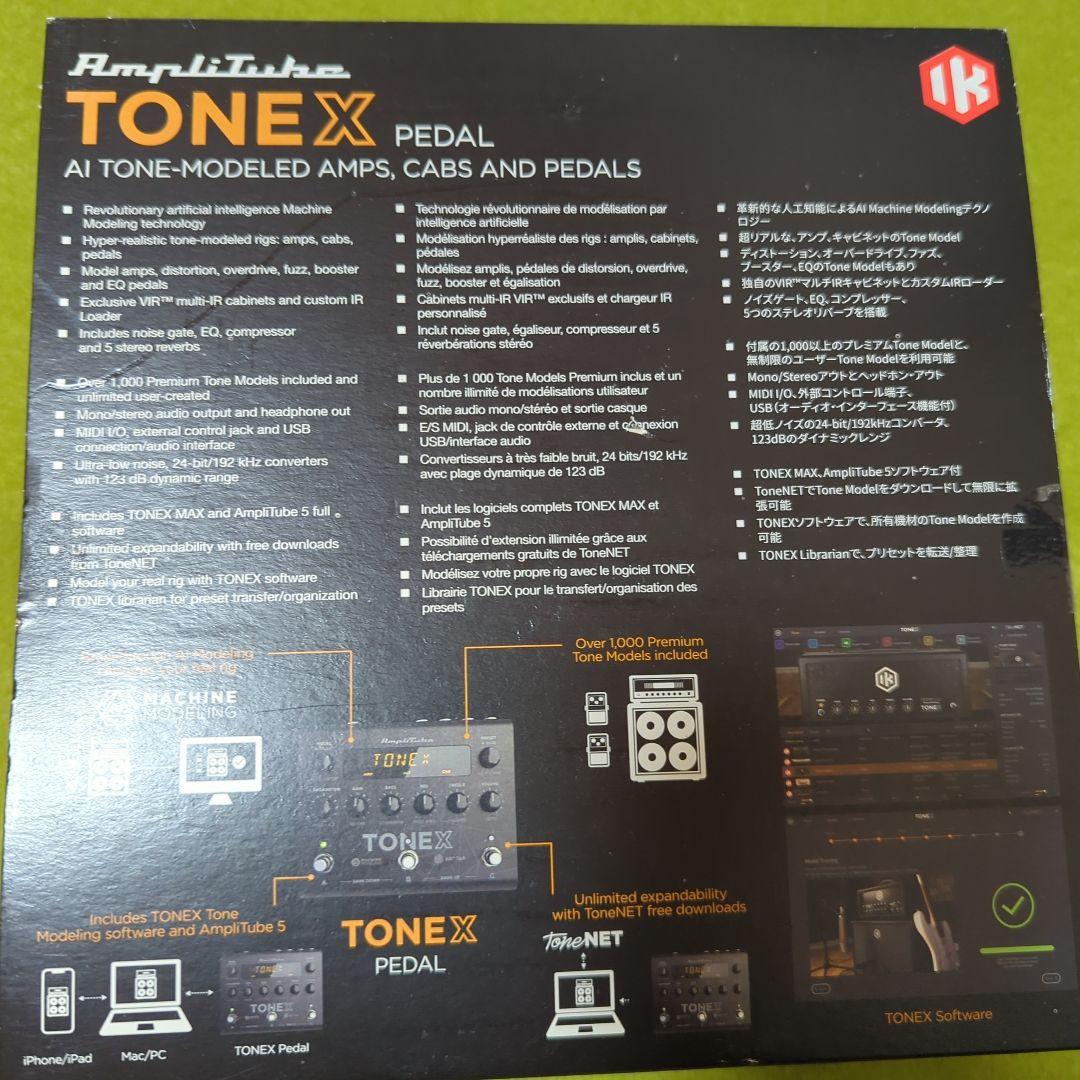 AmpliTube
TONEX PEDAL
AI TONE-MODELED AMPS, CABS AND PEDALS
IK
■ Revolutionary artificial intelligence Machine
Modeling technology
■ Hyper-realistic tone-modeled rigs: amps, cabs,
pedals
■ Model amps, distortion, overdrive, fuzz, booster
and EQ pedals
■ Exclusive VIR™ multi-IR cabinets and custom IR
Loader
■ Includes noise gate, EQ, compressor
and 5 stereo reverbs
■ Over 1,000 Premium Tone Models included and
unlimited user-created
■ Mono/stereo audio output and headphone out
■ MIDI I/O, external control jack and USB
connection/audio interface
■ Ultra-low noise, 24-bit/192 kHz converters
with 123 dB dynamic range
■ Includes TONEX MAX and AmpliTube 5 full
software
■ Unlimited expandability with free downloads
from ToneNET
■ Model your real rig with TONEX software
■ TONEX librarian for preset transfer/organization
■ Technologie révolutionnaire de modélisation par
intelligence artificielle
■ Modélisation hyperréaliste des rigs : amplis, cabinets,
pédales
■ Modélisez amplis, pédales de distorsion, overdrive,
fuzz, booster et égalisation
■ Cabinets multi-IR VIR™ exclusifs et chargeur IR
personnalisé
■ Inclut noise gate, égaliseur, compresseur et 5
réverbérations stéréo
■ Plus de 1 000 Tone Models Premium inclus et un
nombre illimité de modélisations utilisateur
■ Sortie audio mono/stéréo et sortie casque
■ E/S MIDI, jack de contrôle externe et connexion
USB/interface audio
■ Convertisseurs à très faible bruit, 24 bits/192 kHz
avec plage dynamique de 123 dB
■ Inclut les logiciels complets TONEX MAX et
AmpliTube 5
■ Possibilité d'extension illimitée grâce aux
téléchargements gratuits de ToneNET
■ Modélisez votre propre rig avec le logiciel TONEX
■ Librairie TONEX pour le transfert/organisation des
presets
■ 革新的な人工知能によるAI Machine Modelingテクノ
ロジー
■ 超リアルな、アンプ、キャビネットのTone Model
■ ディストーション、オーバードライブ、ファズ、
ブースター、EQのTone Modelもあり
■ 独自のVIR™マルチIRキャビネットとカスタムIRローダー
■ ノイズゲート、EQ、コンプレッサー、
5つのステレオリバーブを搭載
■ 付属の1,000以上のプレミアムTone Modelと、
無制限のユーザーTone Modelを利用可能
■ Mono/Stereoアウトとヘッドホン・アウト
■ MIDI I/O、外部コントロール端子、
USB（オーディオ・インターフェース機能付）
■ 超低ノイズの24-bit/192kHzコンバータ、
123dBのダイナミックレンジ
■ TONEX MAX、AmpliTube 5ソフトウェア付
■ ToneNETでTone Modelをダウンロードして無限に拡
張可能
■ TONEXソフトウェアで、所有機材のTone Modelを作成
可能
■ TONEX Librarianで、プリセットを転送/整理
AI Modeling
MACHINE
MODELING
Over 1,000 Premium
Tone Models included
AmpliTube
TONEX
TONEX
A
B
C
Includes TONEX Tone
Modeling software and AmpliTube 5
TONEX
PEDAL
Unlimited expandability
with ToneNET free downloads
toneNET
TONEX
TONEX
iPhone/iPad
Mac/PC
TONEX Pedal
TONEX Software